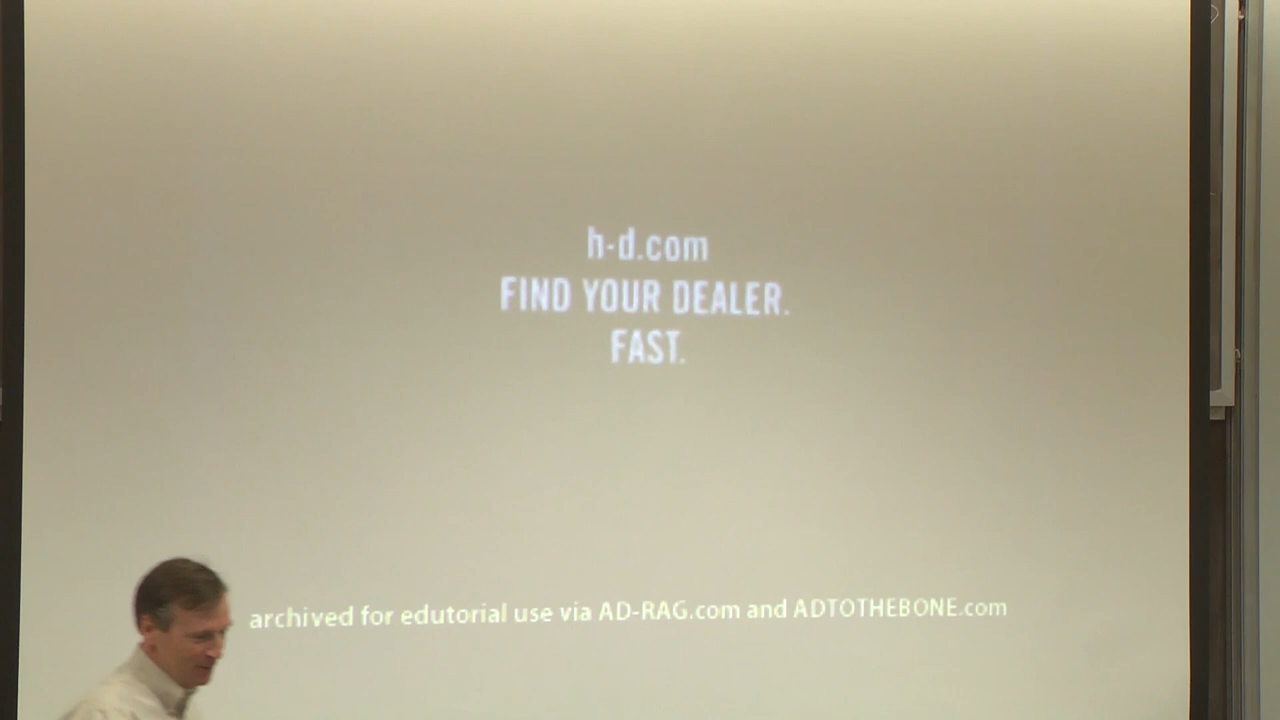 h-d.com
FIND YOUR DEALER.
FAST.
archived for edutorial use via AD-RAG.com and ADTOTHEBONE.com